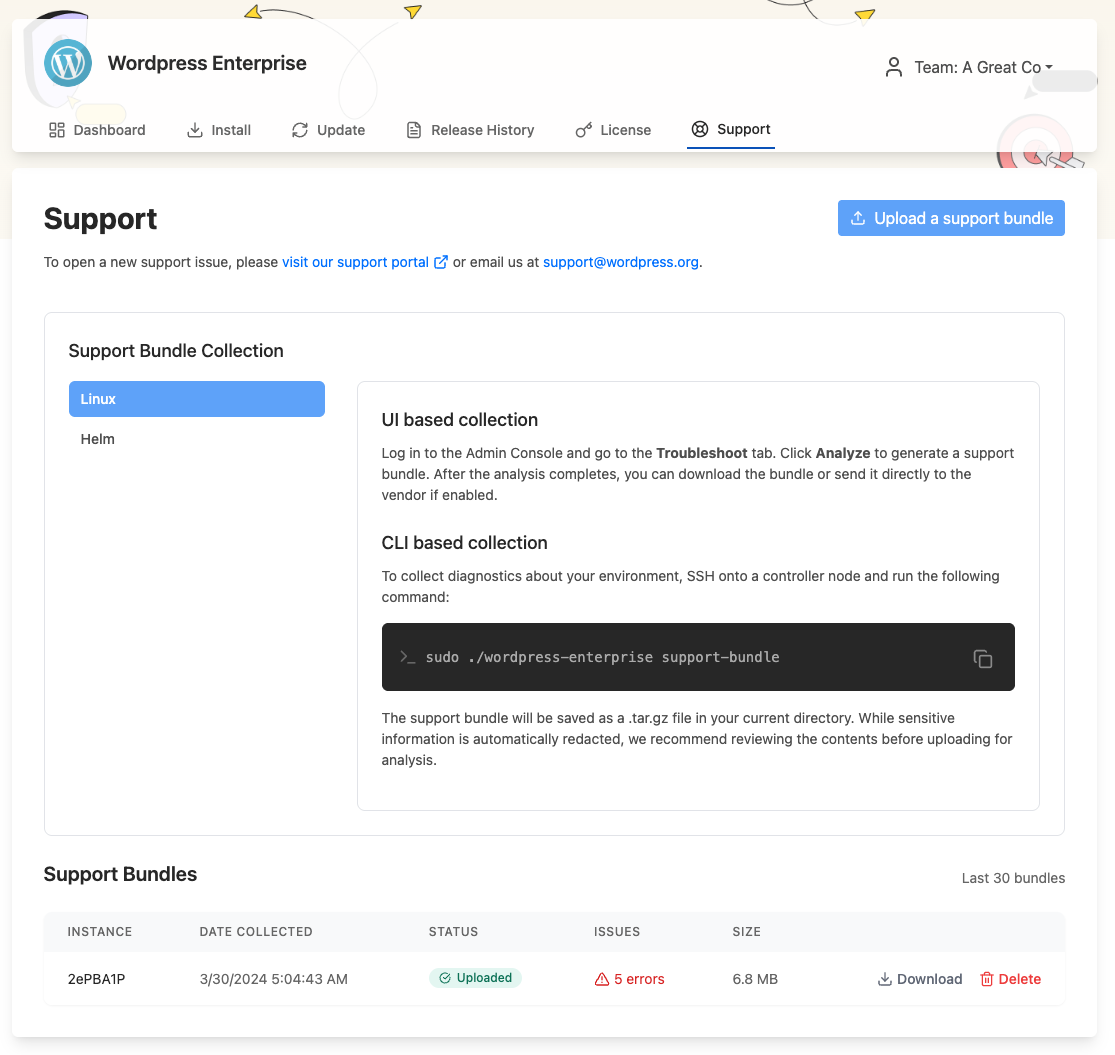 Wordpress Enterprise
Team: A Great Co
Dashboard
Install
Update
Release History
License
Support
Support
Upload a support bundle
To open a new support issue, please visit our support portal or email us at support@wordpress.org.
Support Bundle Collection
Linux
Helm
UI based collection
Log in to the Admin Console and go to the Troubleshoot tab. Click Analyze to generate a support
bundle. After the analysis completes, you can download the bundle or send it directly to the
vendor if enabled.
CLI based collection
To collect diagnostics about your environment, SSH onto a controller node and run the following
command:
>_ sudo ./wordpress-enterprise support-bundle
The support bundle will be saved as a .tar.gz file in your current directory. While sensitive
information is automatically redacted, we recommend reviewing the contents before uploading for
analysis.
Support Bundles
Last 30 bundles
INSTANCE DATE COLLECTED STATUS ISSUES SIZE
2ePBA1P 3/30/2024 5:04:43 AM Uploaded 5 errors 6.8 MB Download Delete